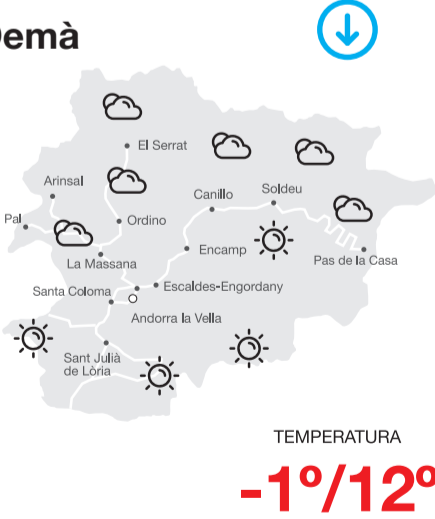 Demà
El Serrat
Arinsal
Canillo
Soldeu
Pal
Ordino
Encamp
La Massana
Pas de la Casa
Santa Coloma
Escaldes-Engordany
Andorra la Vella
Sant Julià
de Lòria
TEMPERATURA
-1º/12º